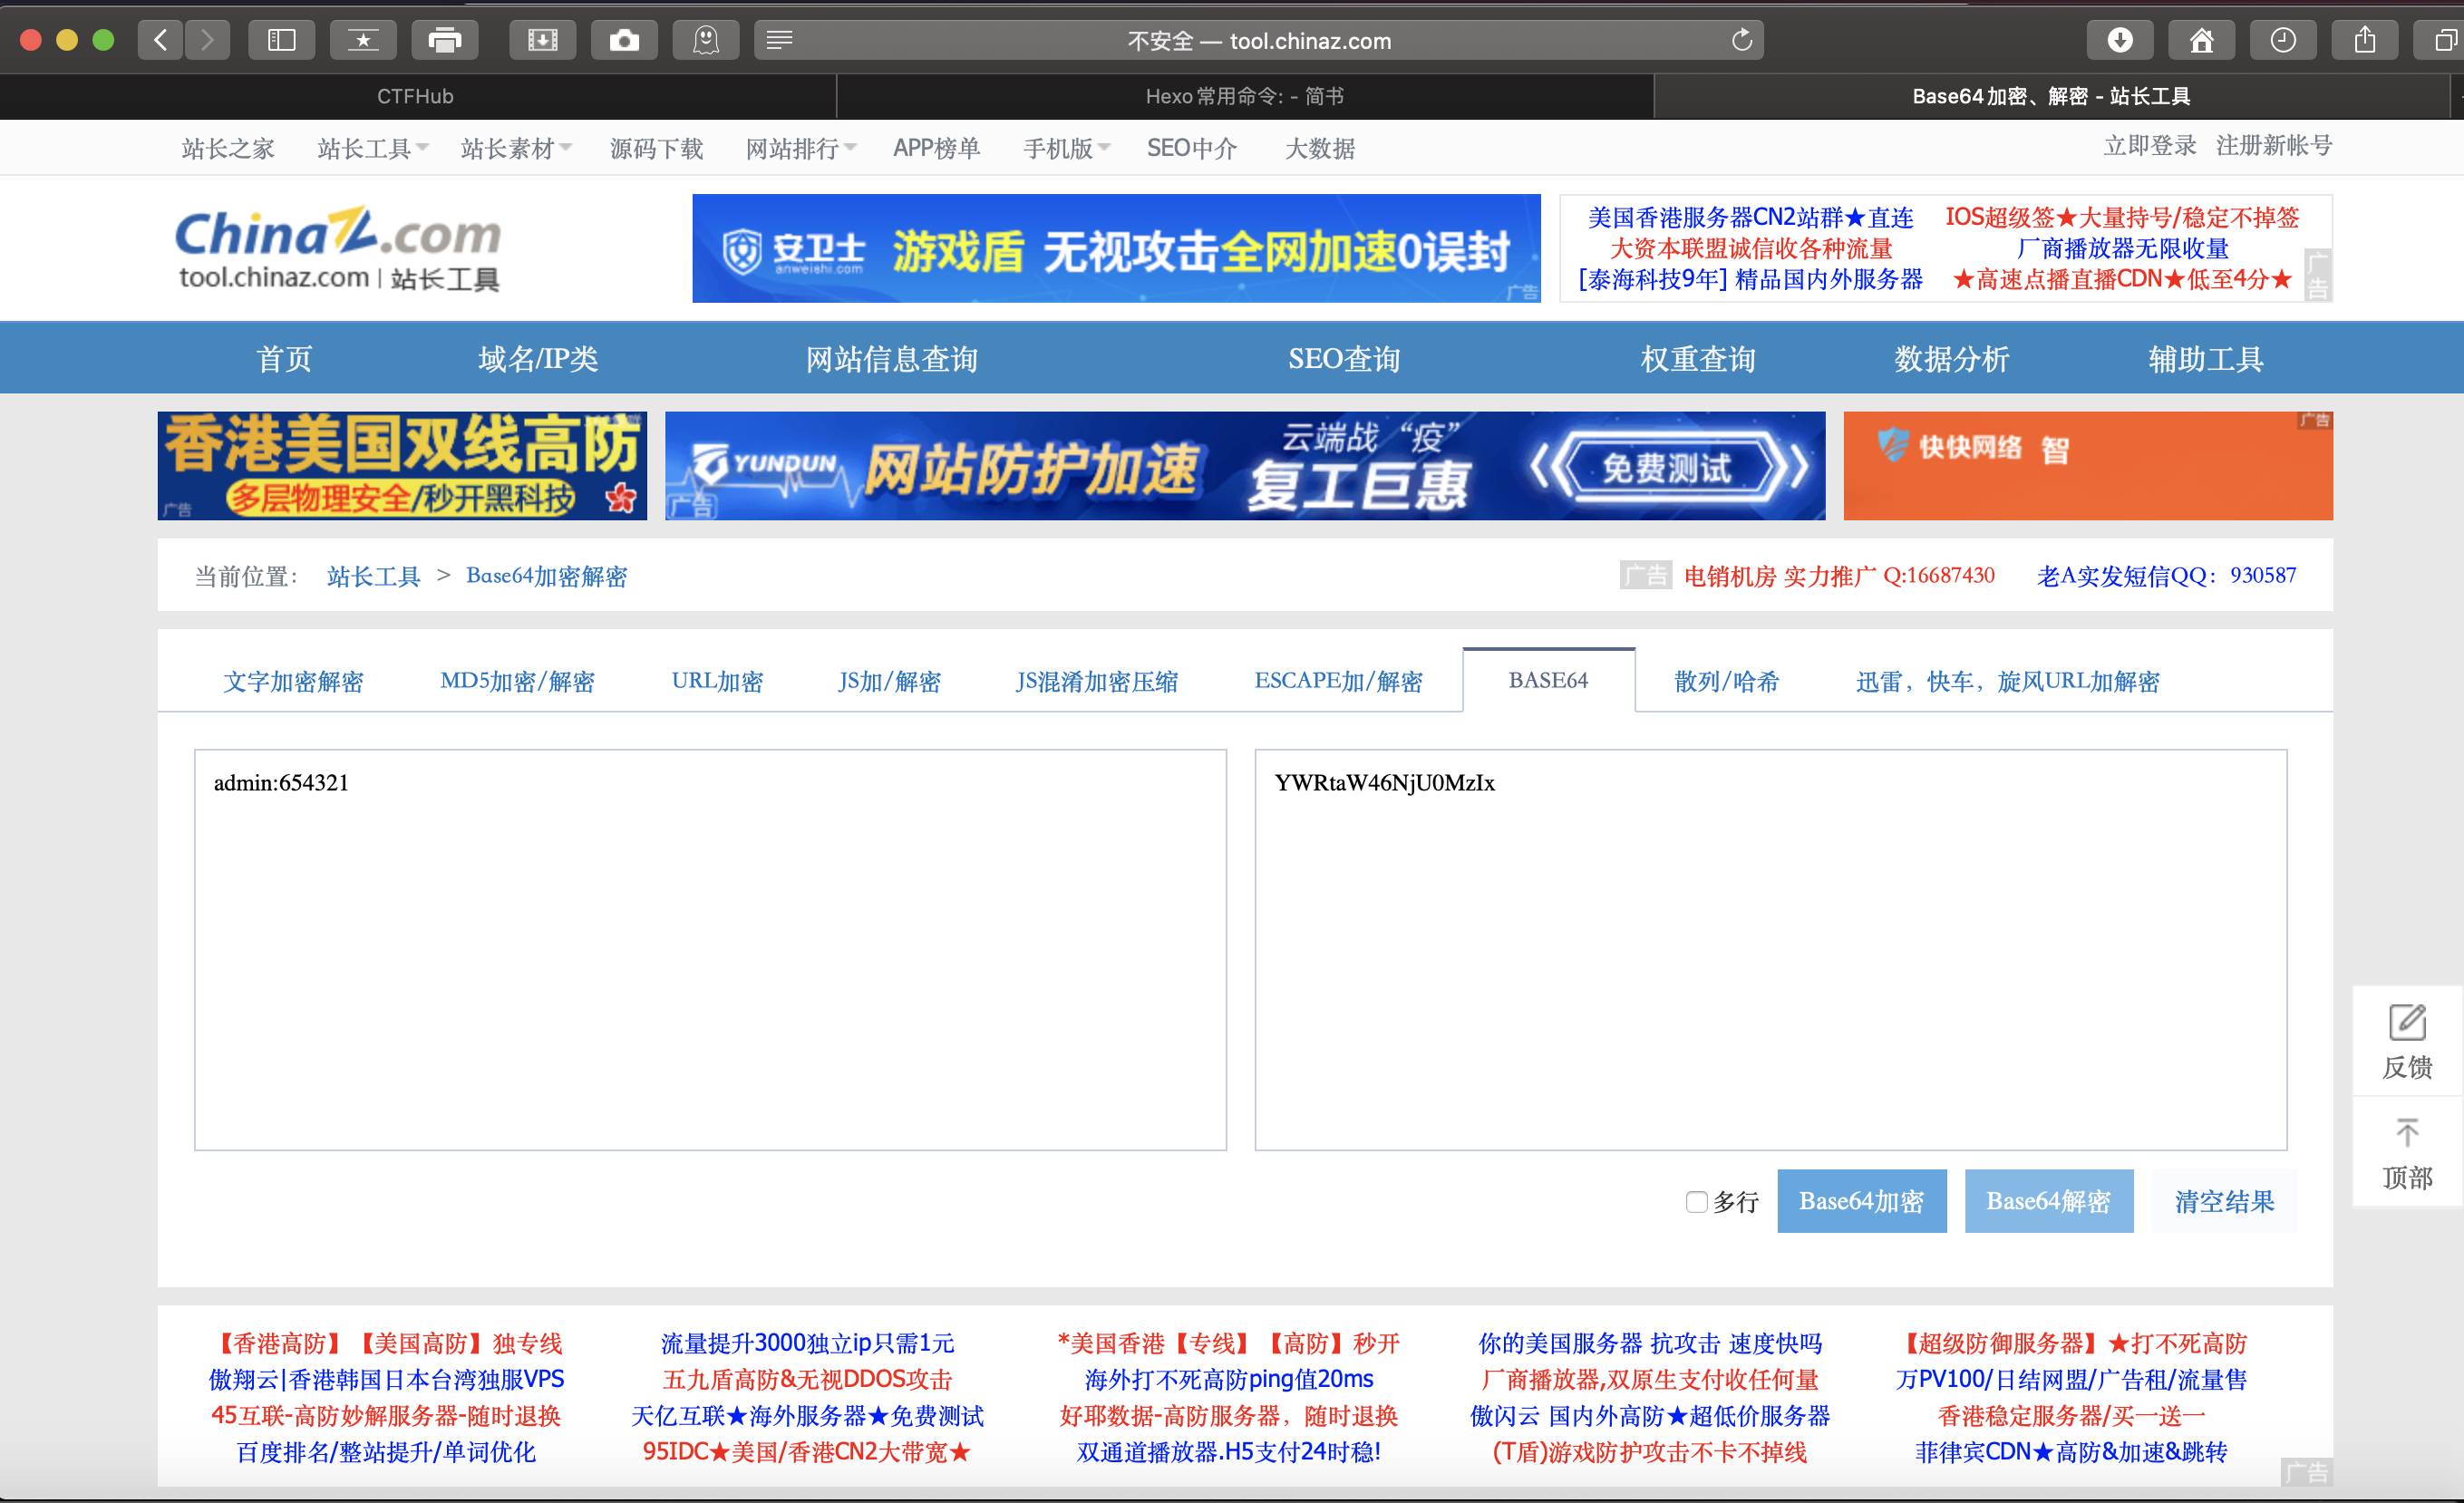 不安全 — tool.chinaz.com
CTFHub
Hexo常用命令: - 简书
Base64加密、解密 - 站长工具
站长之家 站长工具 站长素材 源码下载 网站排行 APP榜单 手机版 SEO中介 大数据
立即登录 注册新帐号
ChinaZ.com
tool.chinaz.com | 站长工具
安卫士 游戏盾 无视攻击全网加速0误封
anweishi.com
广告
美国香港服务器CN2站群★直连 IOS超级签★大量持号/稳定不掉签
大资本联盟诚信收各种流量 厂商播放器无限收量
[泰海科技9年] 精品国内外服务器 ★高速点播直播CDN★低至4分★
广告
首页 域名/IP类 网站信息查询 SEO查询 权重查询 数据分析 辅助工具
香港美国双线高防
多层物理安全/秒开黑科技
广告
YUNDUN 网站防护加速
云端战“疫”
复工巨惠
免费测试
广告
快快网络 智
广告
当前位置: 站长工具 > Base64加密解密
广告 电销机房 实力推广 Q:16687430 老A实发短信QQ: 930587
文字加密解密 MD5加密/解密 URL加密 JS加/解密 JS混淆加密压缩 ESCAPE加/解密 BASE64 散列/哈希 迅雷，快车，旋风URL加解密
admin:654321
YWRtaW46NjU0MzIx
多行 Base64加密 Base64解密 清空结果
反馈
顶部
【香港高防】【美国高防】独专线 流量提升3000独立ip只需1元 *美国香港【专线】【高防】秒开 你的美国服务器 抗攻击 速度快吗 【超级防御服务器】★打不死高防
傲翔云|香港韩国日本台湾独服VPS 五九盾高防&无视DDOS攻击 海外打不死高防ping值20ms 厂商播放器,双原生支付收任何量 万PV100/日结网盟/广告租/流量售
45互联-高防妙解服务器-随时退换 天亿互联★海外服务器★免费测试 好耶数据-高防服务器，随时退换 傲闪云 国内外高防★超低价服务器 香港稳定服务器/买一送一
百度排名/整站提升/单词优化 95IDC★美国/香港CN2大带宽★ 双通道播放器.H5支付24时稳! (T盾)游戏防护攻击不卡不掉线 菲律宾CDN★高防&加速&跳转
广告